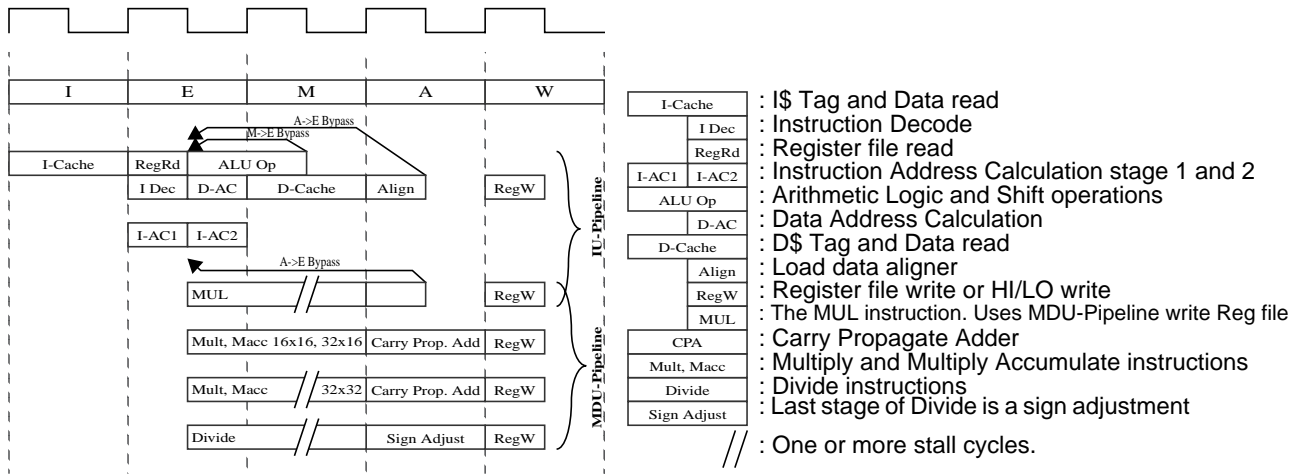 I E M A W
A->E Bypass
M->E Bypass
I-Cache RegRd ALU Op
I Dec D-AC D-Cache Align RegW
I-AC1 I-AC2
A->E Bypass
MUL RegW
Mult, Macc 16x16, 32x16 Carry Prop. Add RegW
Mult, Macc 32x32 Carry Prop. Add RegW
Divide Sign Adjust RegW
IU-Pipeline
MDU-Pipeline
I-Cache : I$ Tag and Data read
I Dec : Instruction Decode
RegRd : Register file read
I-AC1 I-AC2 : Instruction Address Calculation stage 1 and 2
ALU Op : Arithmetic Logic and Shift operations
D-AC : Data Address Calculation
D-Cache : D$ Tag and Data read
Align : Load data aligner
RegW : Register file write or HI/LO write
MUL : The MUL instruction. Uses MDU-Pipeline write Reg file
CPA : Carry Propagate Adder
Mult, Macc : Multiply and Multiply Accumulate instructions
Divide : Divide instructions
Sign Adjust : Last stage of Divide is a sign adjustment
: One or more stall cycles.